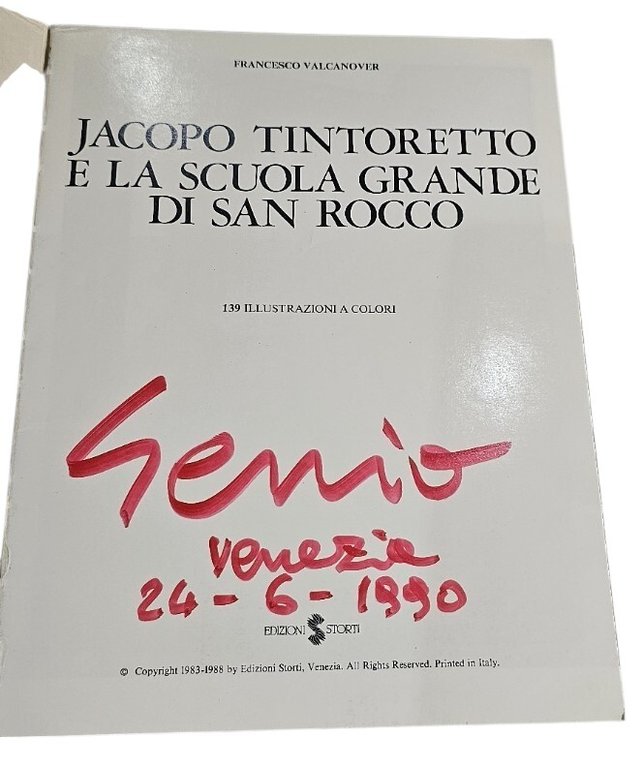 FRANCESCO VALCANOVER
JACOPO TINTORETTO
E LA SCUOLA GRANDE
DI SAN ROCCO
139 ILLUSTRAZIONI A COLORI
Genio
Venezia
24-6-1990
EDIZIONI S STORTI
© Copyright 1983-1988 by Edizioni Storti, Venezia. All Rights Reserved. Printed in Italy.